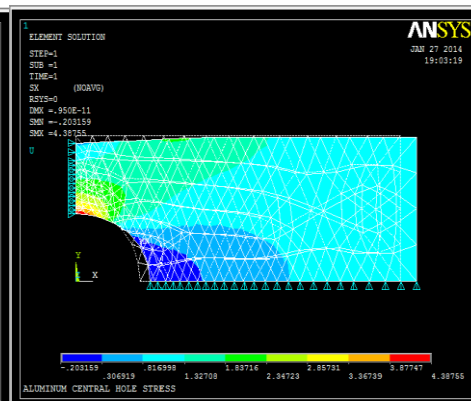 1
ELEMENT SOLUTION
ANSYS
JAN 27 2014
19:03:19
STEP=1
SUB =1
TIME=1
SX (NOAVG)
RSYS=0
DMX =.950E-11
SMN =-.203159
SMX =4.38755
U
Y
X
-.203159 .816998 1.83716 2.85731 3.87747
.306919 1.32708 2.34723 3.36739 4.38755
ALUMINUM CENTRAL HOLE STRESS